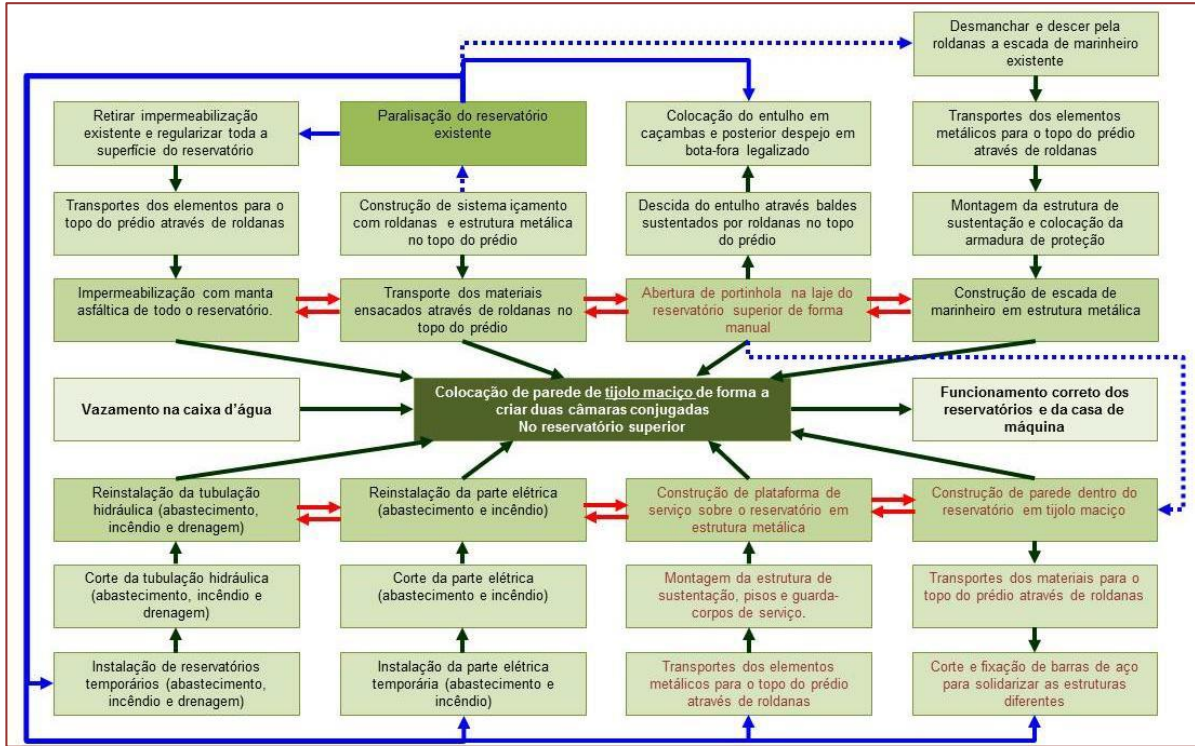 Desmanchar e descer pela
roldanas a escada de marinheiro
existente
Retirar impermeabilização
existente e regularizar toda a
superfície do reservatório
Paralisação do reservatório
existente
Colocação do entulho em
caçambas e posterior despejo em
bota-fora legalizado
Transportes dos elementos
metálicos para o topo do prédio
através de roldanas
Transportes dos elementos para o
topo do prédio através de roldanas
Construção de sistema içamento
com roldanas e estrutura metálica
no topo do prédio
Descida do entulho através baldes
sustentados por roldanas no topo
do prédio
Montagem da estrutura de
sustentação e colocação da
armadura de proteção
Impermeabilização com manta
asfáltica de todo o reservatório.
Transporte dos materiais
ensacados através de roldanas no
topo do prédio
Abertura de portinhola na laje do
reservatório superior de forma
manual
Construção de escada de
marinheiro em estrutura metálica
Vazamento na caixa d’água
Colocação de parede de tijolo maciço de forma a
criar duas câmaras conjugadas
No reservatório superior
Funcionamento correto dos
reservatórios e da casa de
máquina
Reinstalação da tubulação
hidráulica (abastecimento,
incêndio e drenagem)
Reinstalação da parte elétrica
(abastecimento e incêndio)
Construção de plataforma de
serviço sobre o reservatório em
estrutura metálica
Construção de parede dentro do
reservatório em tijolo maciço
Corte da tubulação hidráulica
(abastecimento, incêndio e
drenagem)
Corte da parte elétrica
(abastecimento e incêndio)
Montagem da estrutura de
sustentação, pisos e guarda-
corpos de serviço.
Transportes dos materiais para o
topo do prédio através de roldanas
Instalação de reservatórios
temporários (abastecimento,
incêndio e drenagem)
Instalação da parte elétrica
temporária (abastecimento e
incêndio)
Transportes dos elementos
metálicos para o topo do prédio
através de roldanas
Corte e fixação de barras de aço
para solidarizar as estruturas
diferentes